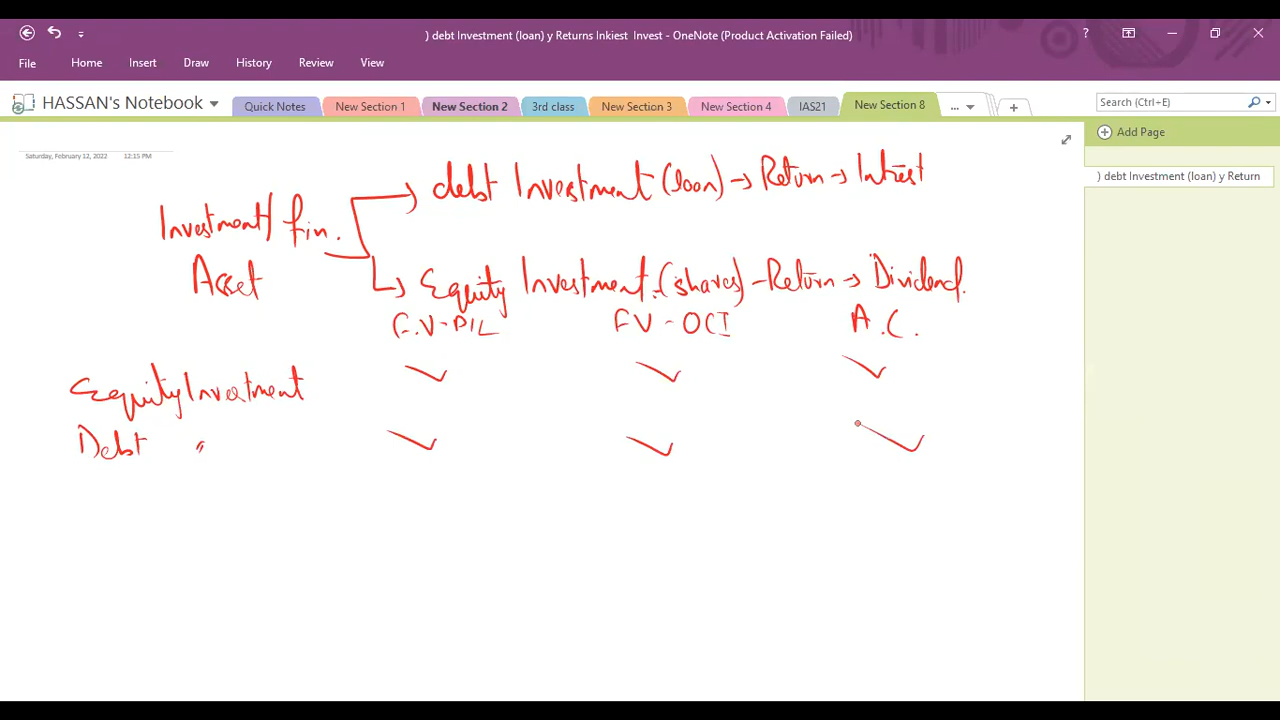 ) debt Investment (loan) y Returns Inkiest Invest - OneNote (Product Activation Failed)
?
File Home Insert Draw History Review View
HASSAN's Notebook
Quick Notes New Section 1 New Section 2 3rd class New Section 3 New Section 4 IAS21 New Section 8 ... +
Search (Ctrl+E)
Add Page
) debt Investment (loan) y Return
Saturday, February 12, 2022 12:15 PM
debt Investment (loan) → Return → Intrest
Investment/ fin.
Asset
Equity Investment (shares) - Return → Dividend.
F.V-P/L FV - OCI A.C.
Equity Investment
Debt "